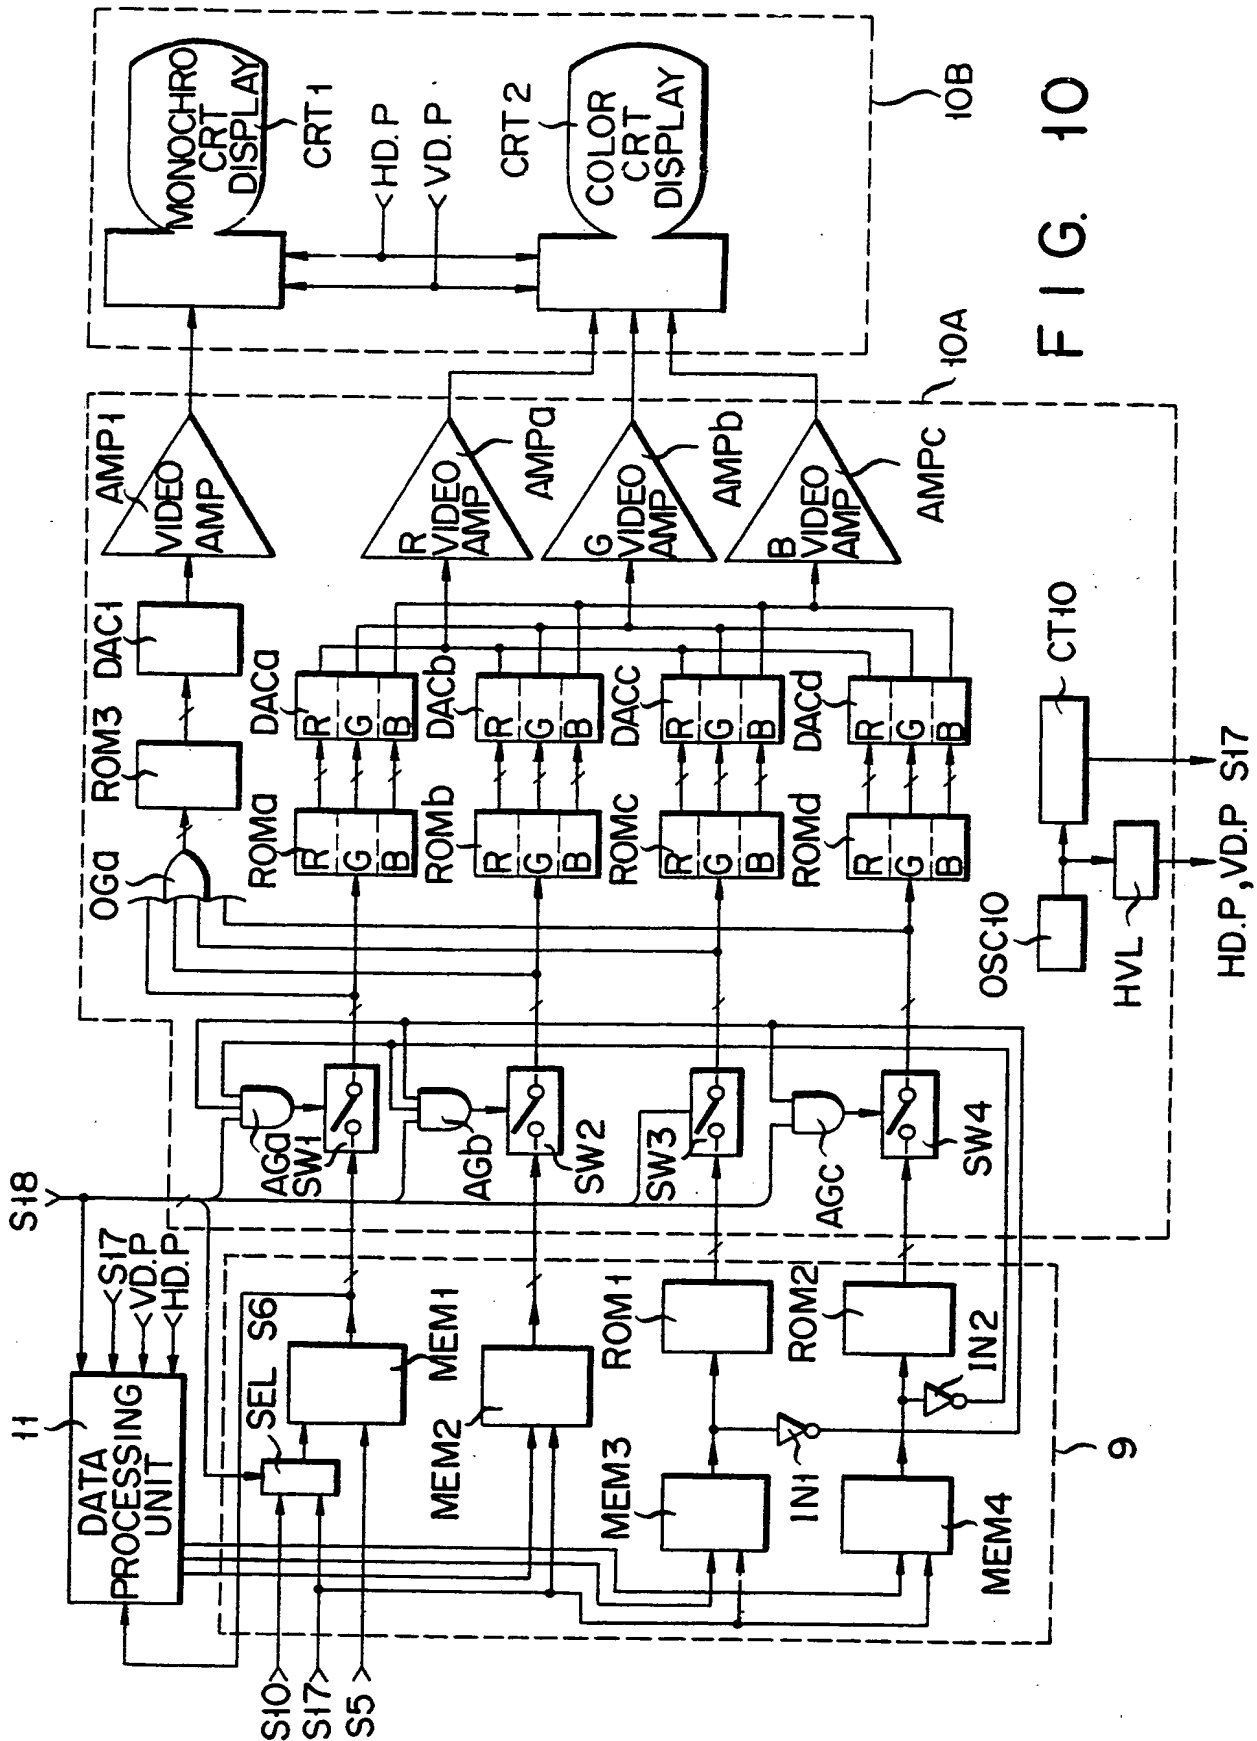 11
DATA
PROCESSING
UNIT
S17
VD.P
HD.P
S18
S10
S17
S5
SEL
S6
MEM1
MEM2
MEM3
MEM4
ROM1
ROM2
IN1
IN2
9
AGa
SW1
AGb
SW2
SW3
AGc
SW4
OGa
ROM3
DAC1
AMP1
VIDEO
AMP
ROMa
R
G
B
DACa
R
G
B
ROMb
R
G
B
DACb
R
G
B
ROMc
R
G
B
DACc
R
G
B
ROMd
R
G
B
DACd
R
G
B
R
VIDEO
AMP
AMPa
G
VIDEO
AMP
AMPb
B
VIDEO
AMP
AMPc
OSC10
CT10
HVL
HD.P,VD.P
S17
10A
MONOCHRO
CRT
DISPLAY
CRT1
HD.P
VD.P
CRT2
COLOR
CRT
DISPLAY
10B
FIG. 10